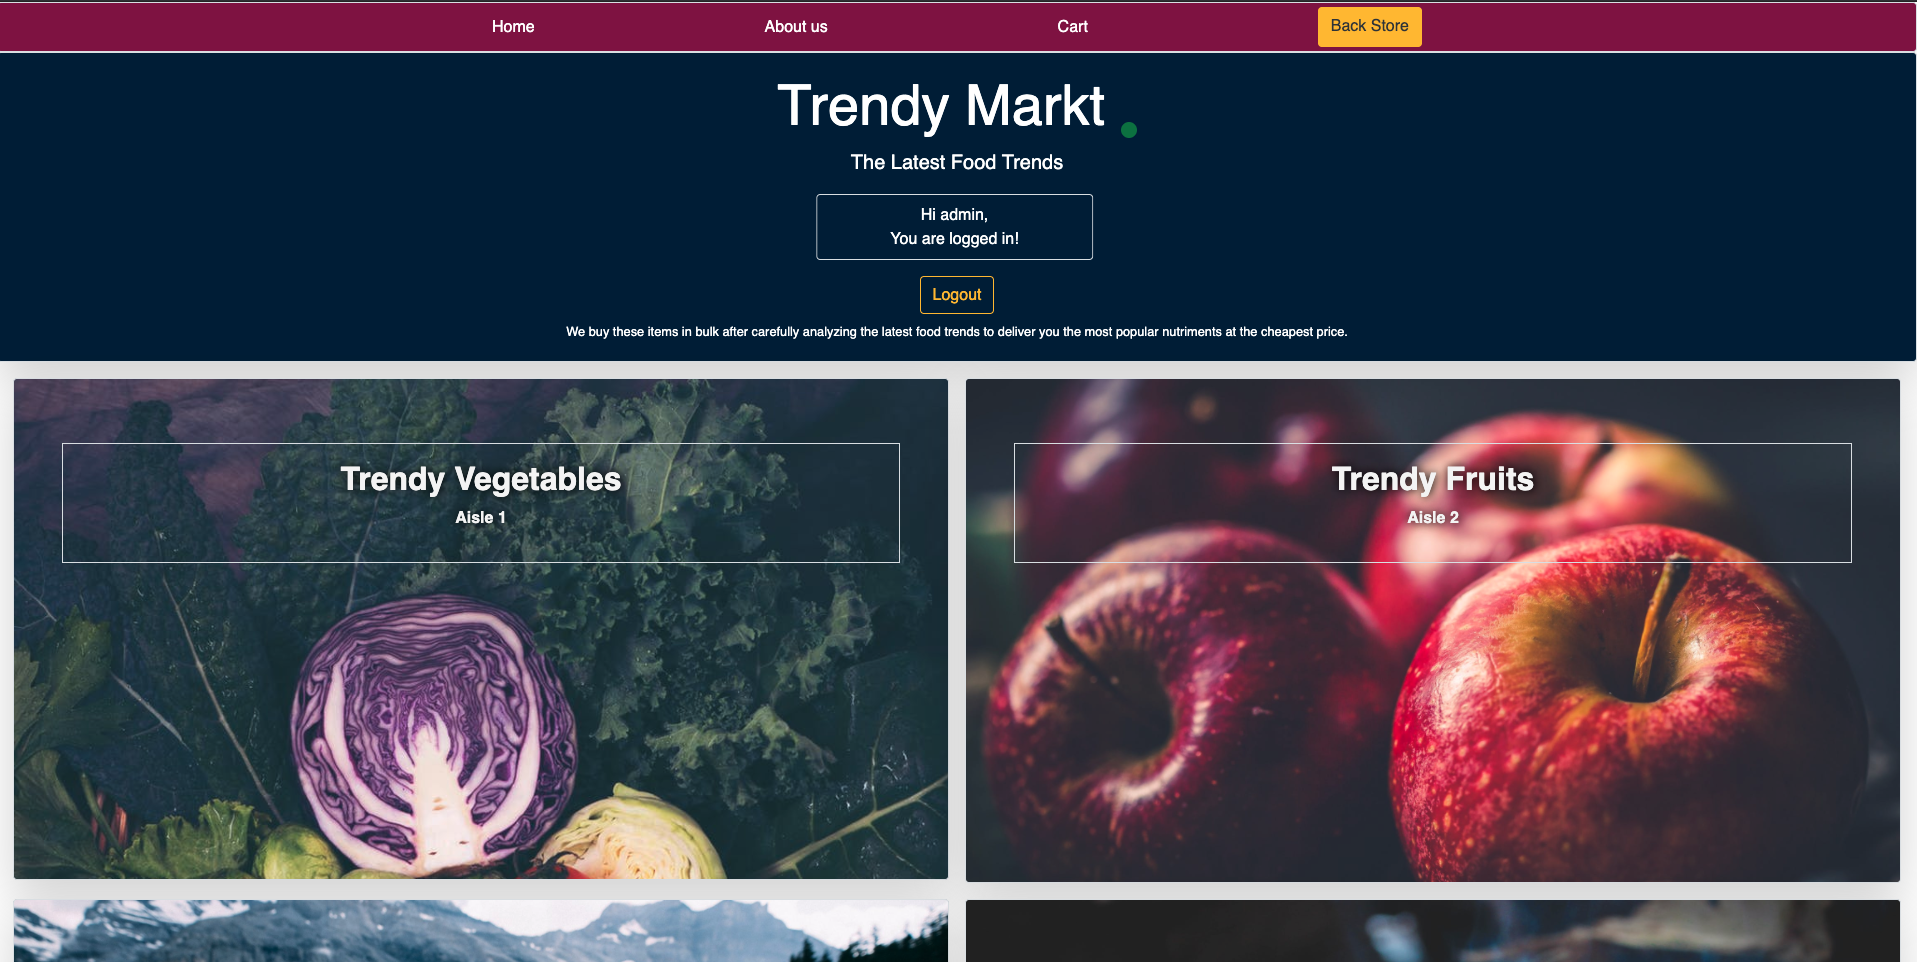 Home
About us
Cart
Back Store
Trendy Markt
The Latest Food Trends
Hi admin,
You are logged in!
Logout
We buy these items in bulk after carefully analyzing the latest food trends to deliver you the most popular nutriments at the cheapest price.
Trendy Vegetables
Aisle 1
Trendy Fruits
Aisle 2